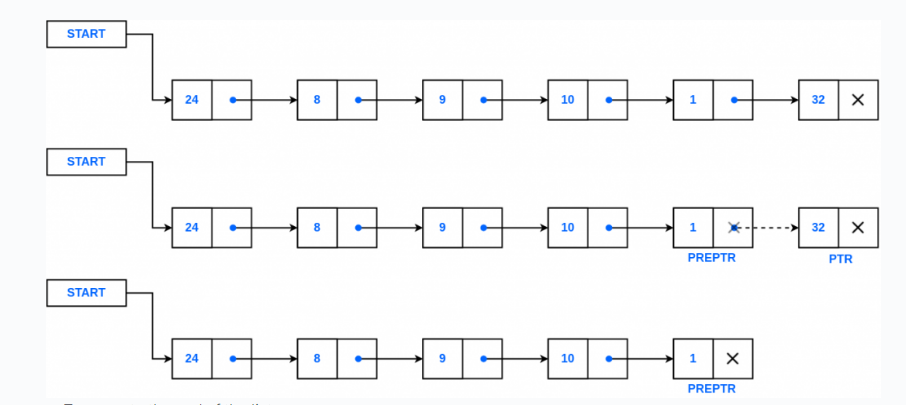 START
24 8 9 10 1 32
START
24 8 9 10 1 32
PREPTR PTR
START
24 8 9 10 1
PREPTR